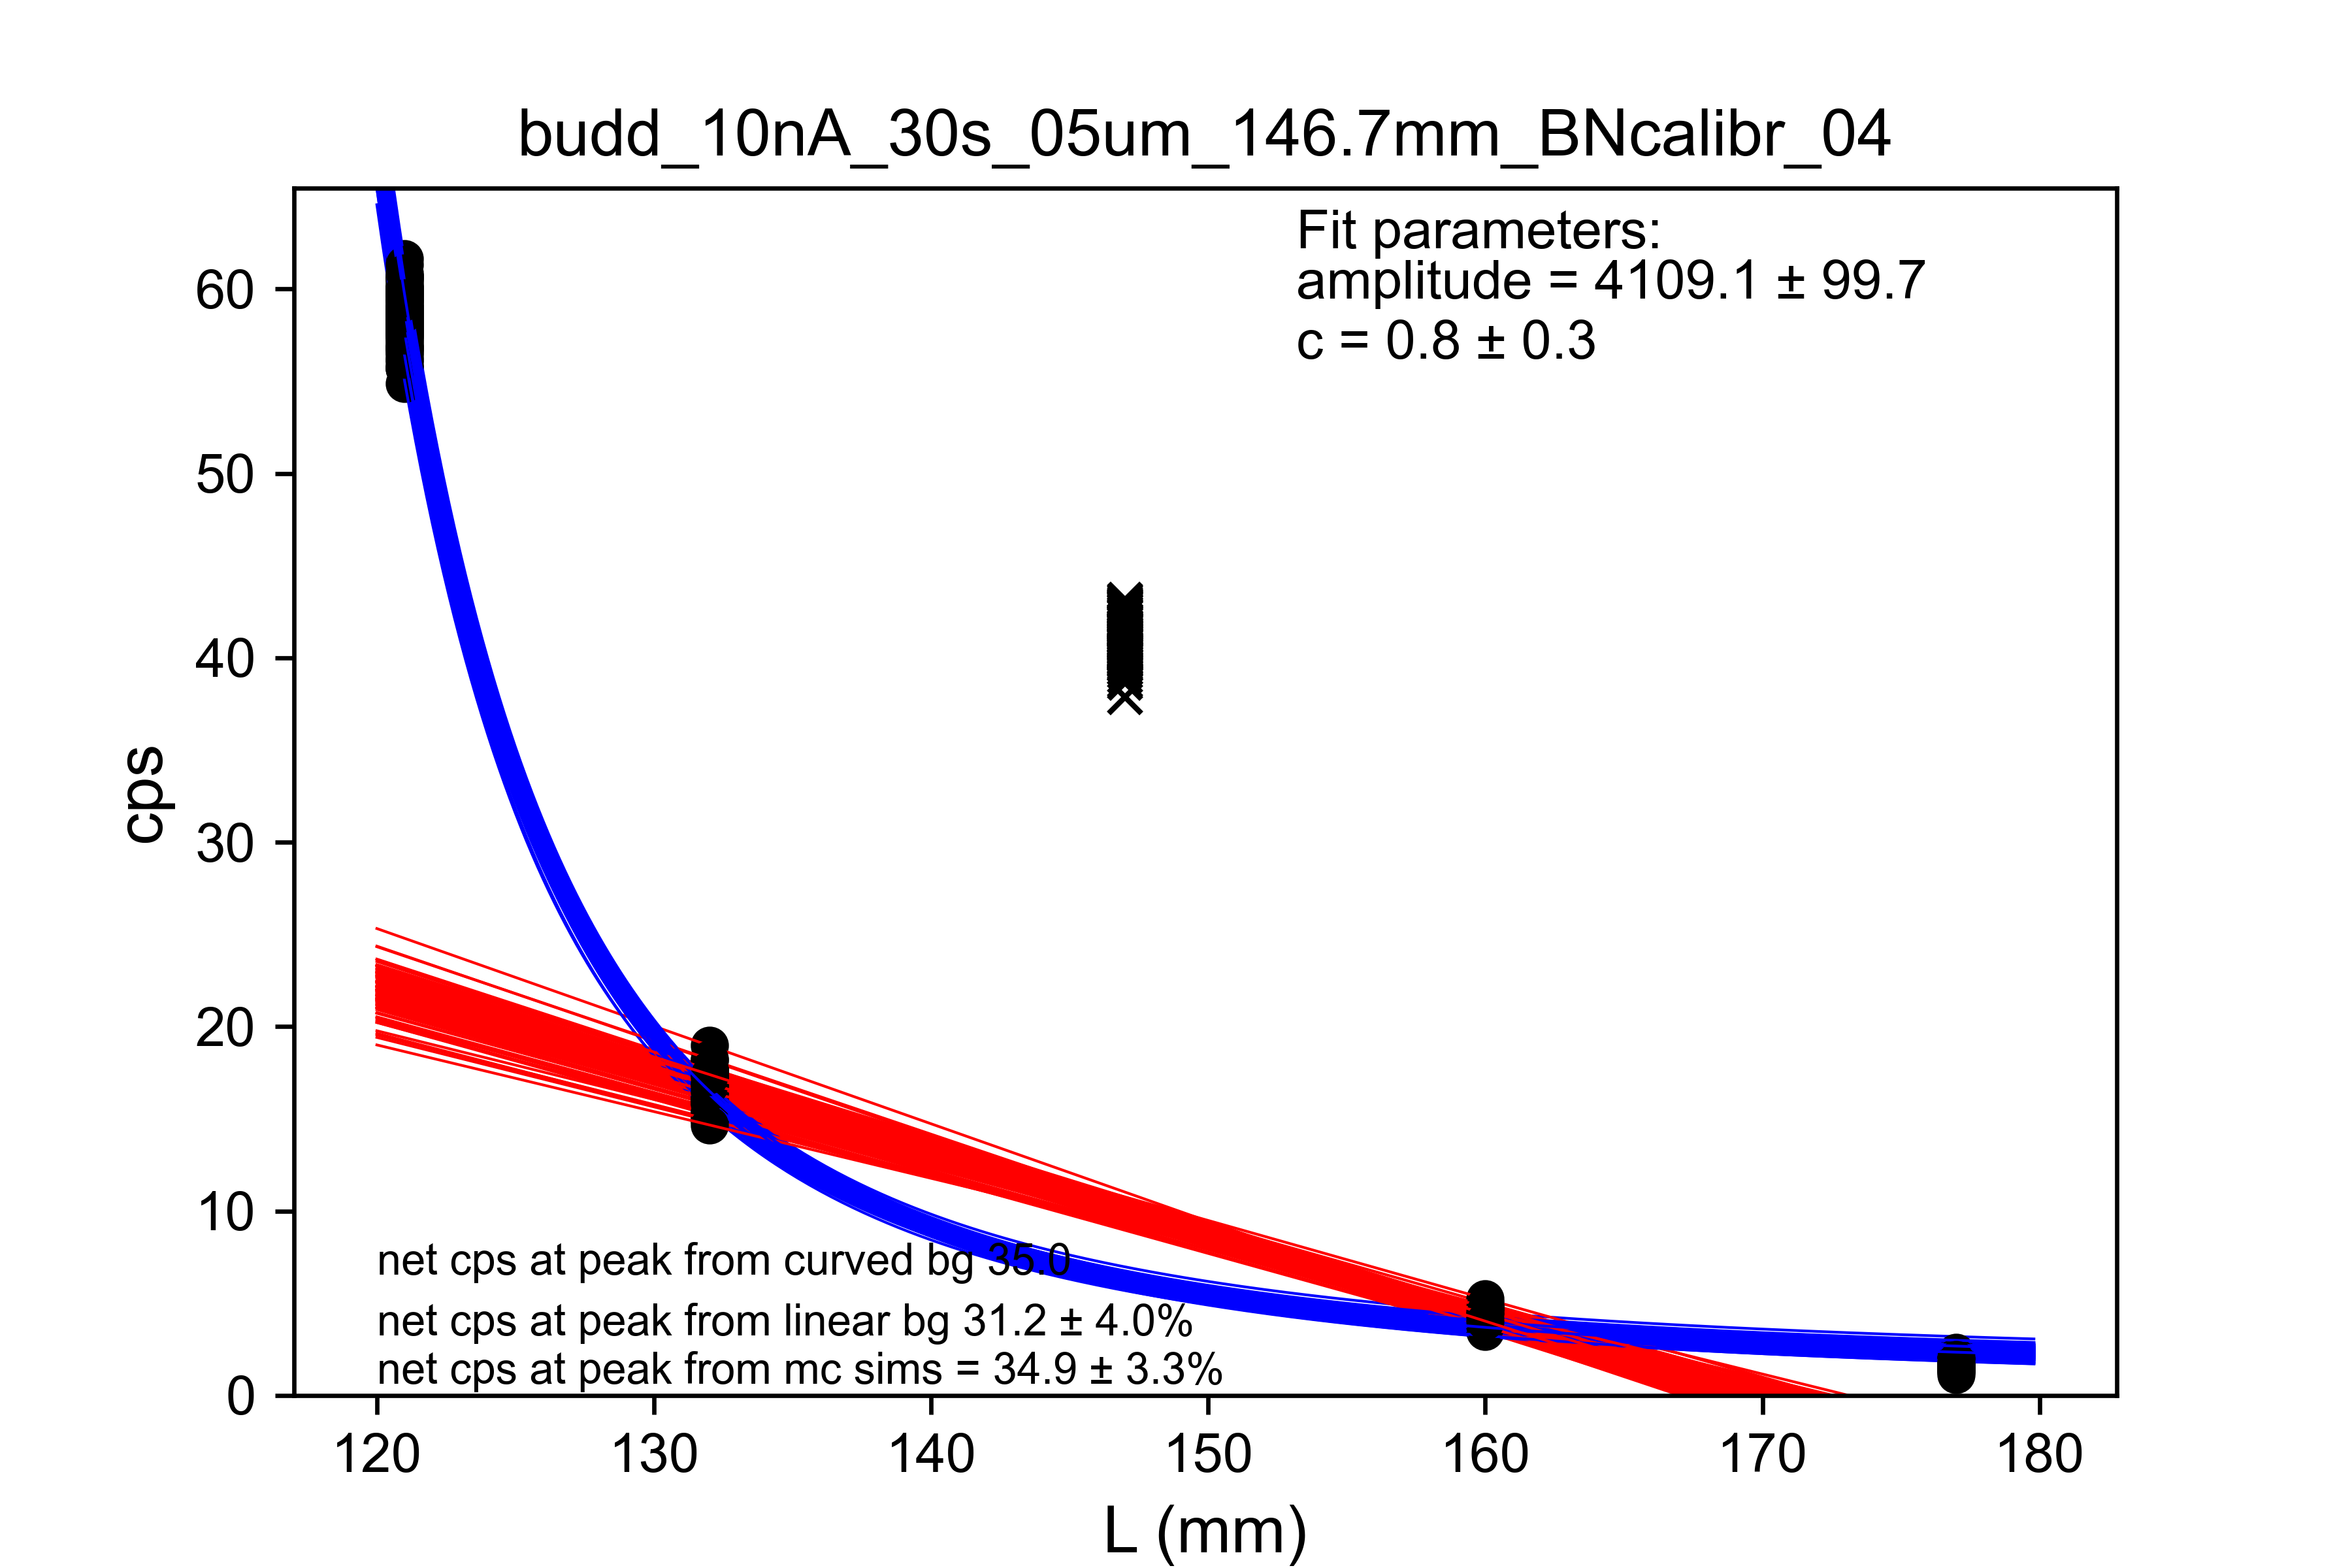 budd_10nA_30s_05um_146.7mm_BNcalibr_04
Fit parameters:
amplitude = 4109.1 ± 99.7
c = 0.8 ± 0.3
60
50
40
30
20
10
0
cps
net cps at peak from curved bg 35.0
net cps at peak from linear bg 31.2 ± 4.0%
net cps at peak from mc sims = 34.9 ± 3.3%
120 130 140 150 160 170 180
L (mm)